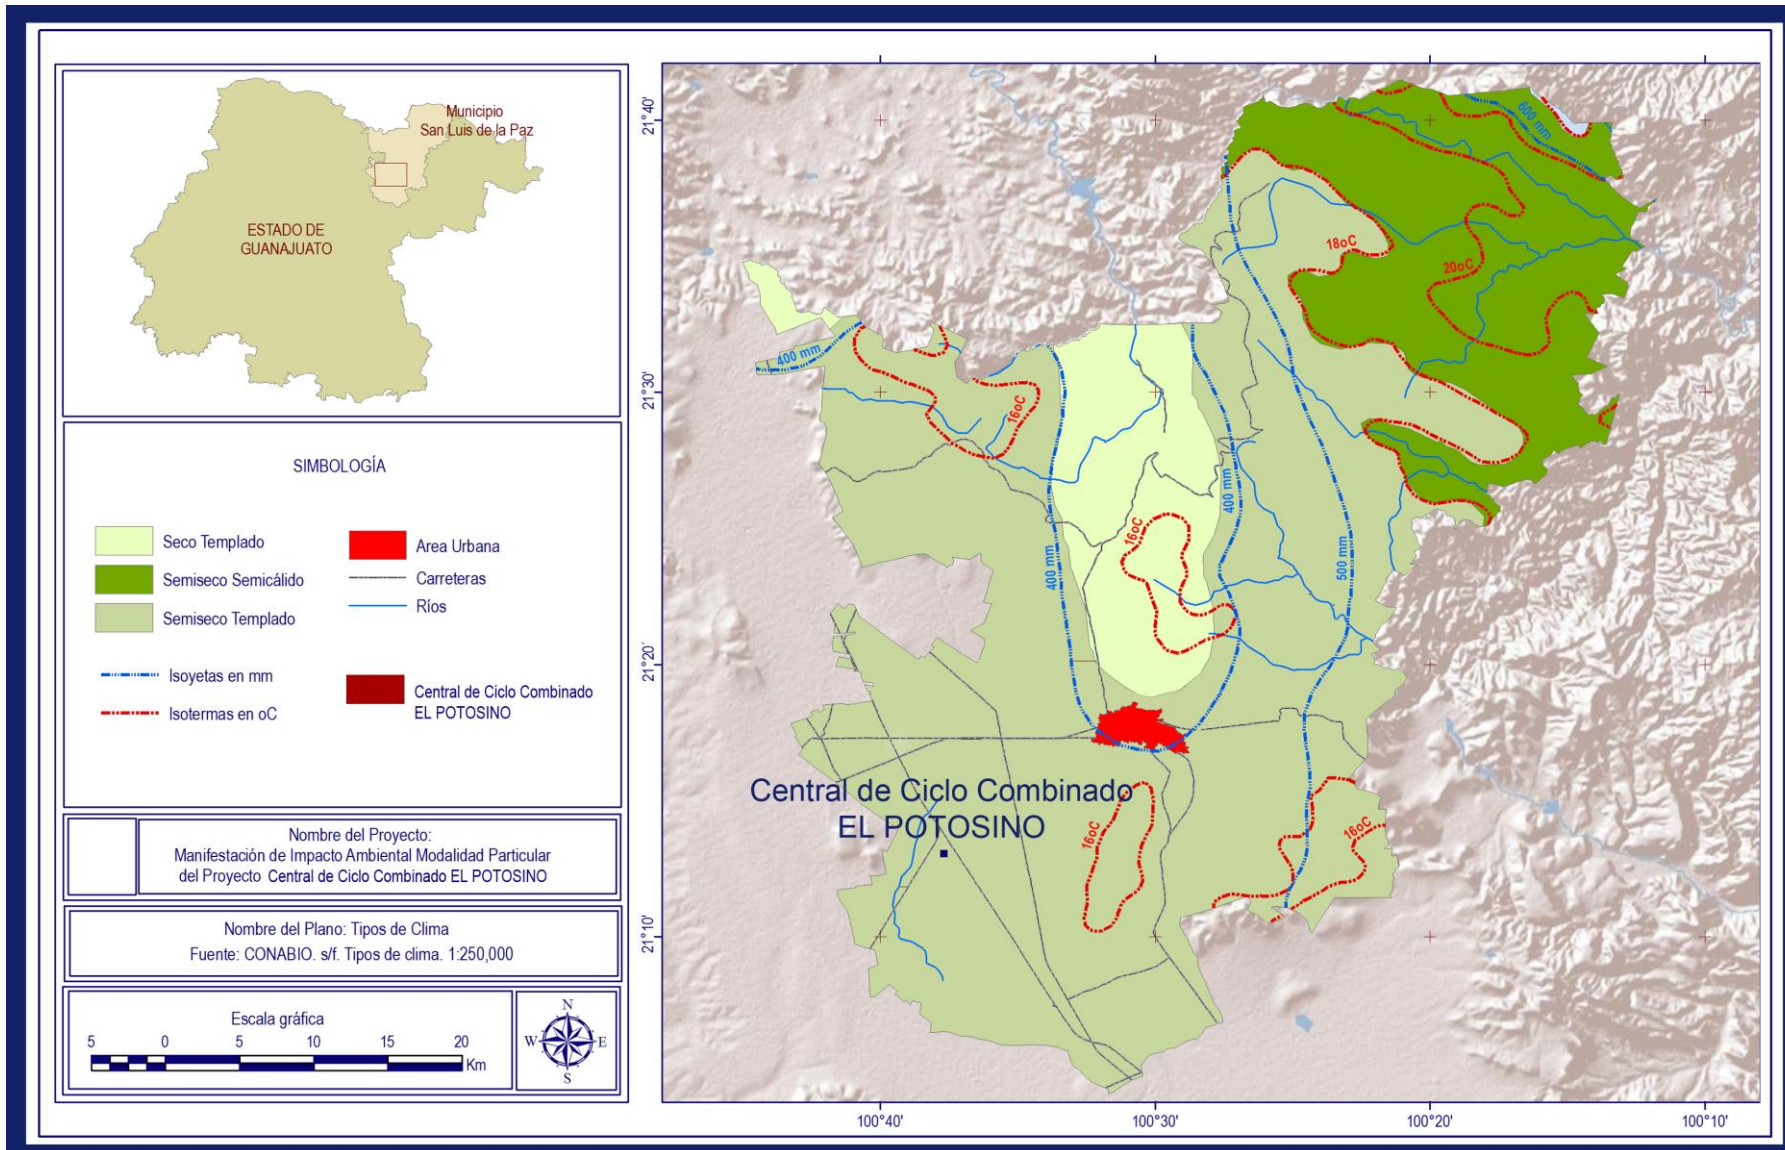 Municipio
San Luis de la Paz
ESTADO DE
GUANAJUATO
SIMBOLOGÍA
Seco Templado
Semiseco Semicálido
Semiseco Templado
Isoyetas en mm
Isotermas en oC
Area Urbana
Carreteras
Ríos
Central de Ciclo Combinado
EL POTOSINO
Nombre del Proyecto:
Manifestación de Impacto Ambiental Modalidad Particular
del Proyecto Central de Ciclo Combinado EL POTOSINO
Nombre del Plano: Tipos de Clima
Fuente: CONABIO. s/f. Tipos de clima. 1:250,000
Escala gráfica
5 0 5 10 15 20
Km
N
W E
S
21°40'
21°30'
21°20'
21°10'
600 mm
18oC
20oC
400 mm
16oC
16oC
400 mm
400 mm
500 mm
Central de Ciclo Combinado
EL POTOSINO
16oC
16oC
100°40' 100°30' 100°20' 100°10'